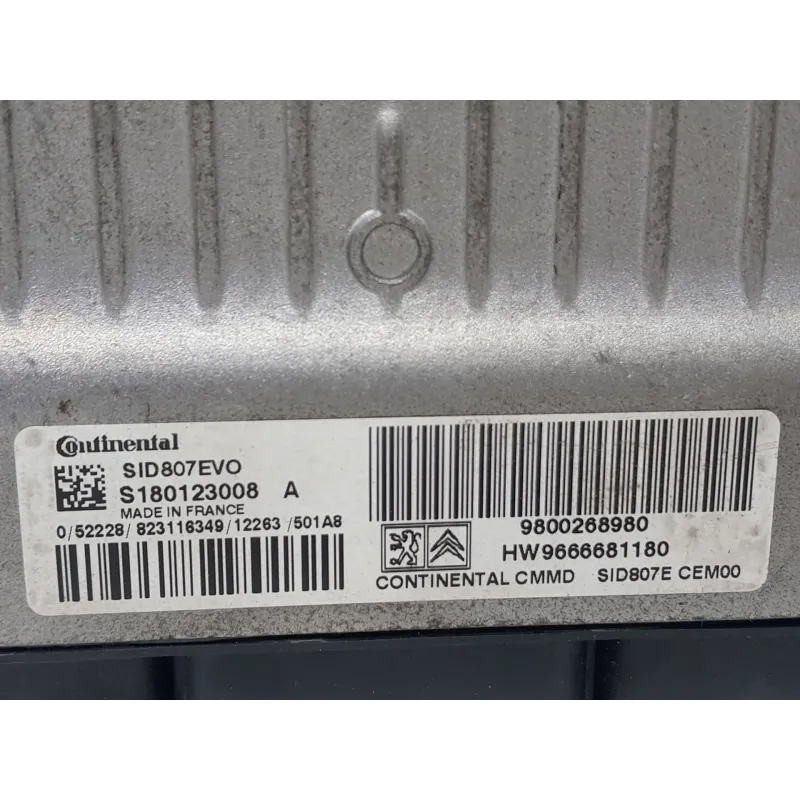 Continental
SID807EVO
S180123008 A
MADE IN FRANCE
0/52228/823116349/12263/501A8
9800268980
HW9666681180
CONTINENTAL CMMD SID807E CEM00